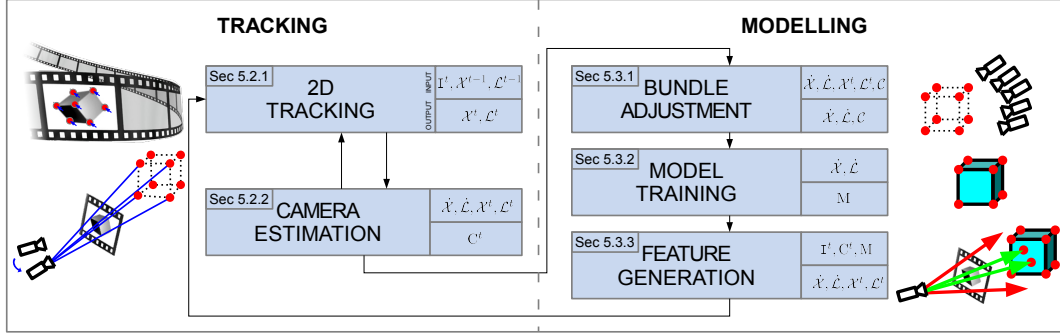 TRACKING
MODELLING
Sec 5.2.1
2D
TRACKING
INPUT
I^t, 𝒳^{t−1}, ℒ^{t−1}
OUTPUT
𝒳^t, ℒ^t
Sec 5.2.2
CAMERA
ESTIMATION
Ẋ, ℒ̇, 𝒳^t, ℒ^t
C^t
Sec 5.3.1
BUNDLE
ADJUSTMENT
Ẋ, ℒ̇, 𝒳^t, ℒ^t, 𝒞
Ẋ, ℒ̇, 𝒞
Sec 5.3.2
MODEL
TRAINING
Ẋ, ℒ̇
M
Sec 5.3.3
FEATURE
GENERATION
I^t, C^t, M
Ẋ, ℒ̇, 𝒳^t, ℒ^t